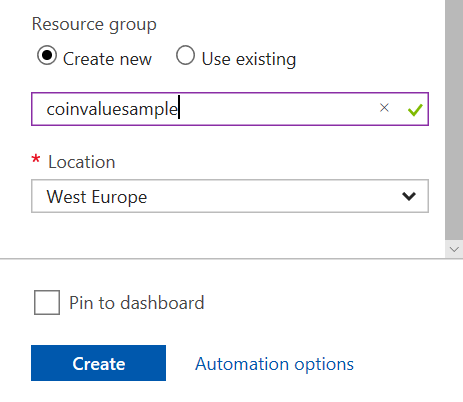 Resource group
Create new Use existing
coinvaluesample
* Location
West Europe
Pin to dashboard
Create Automation options